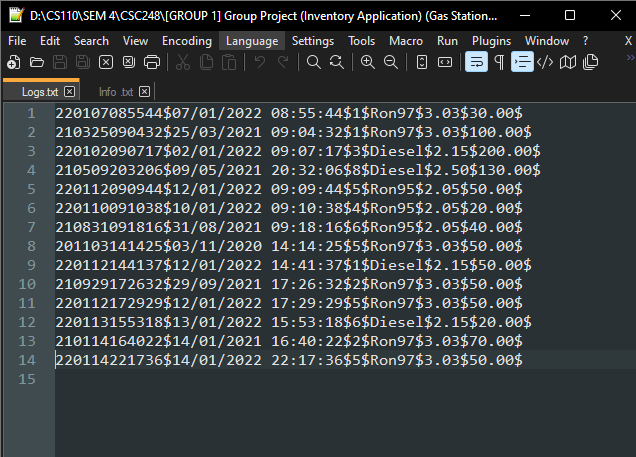 D:\CS110\SEM 4\CSC248\[GROUP 1] Group Project (Inventory Application) (Gas Station...
File Edit Search View Encoding Language Settings Tools Macro Run Plugins Window ? X
Logs.txt Info .txt
1 220107085544$07/01/2022 08:55:44$1$Ron97$3.03$30.00$
2 210325090432$25/03/2021 09:04:32$1$Ron97$3.03$100.00$
3 220102090717$02/01/2022 09:07:17$3$Diesel$2.15$200.00$
4 210509203206$09/05/2021 20:32:06$8$Diesel$2.50$130.00$
5 220112090944$12/01/2022 09:09:44$5$Ron95$2.05$50.00$
6 220110091038$10/01/2022 09:10:38$4$Ron95$2.05$20.00$
7 210831091816$31/08/2021 09:18:16$6$Ron95$2.05$40.00$
8 201103141425$03/11/2020 14:14:25$5$Ron97$3.03$50.00$
9 220112144137$12/01/2022 14:41:37$1$Diesel$2.15$50.00$
10 210929172632$29/09/2021 17:26:32$2$Ron97$3.03$50.00$
11 220112172929$12/01/2022 17:29:29$5$Ron97$3.03$50.00$
12 220113155318$13/01/2022 15:53:18$6$Diesel$2.15$20.00$
13 210114164022$14/01/2021 16:40:22$2$Ron97$3.03$70.00$
14 220114221736$14/01/2022 22:17:36$5$Ron97$3.03$50.00$
15